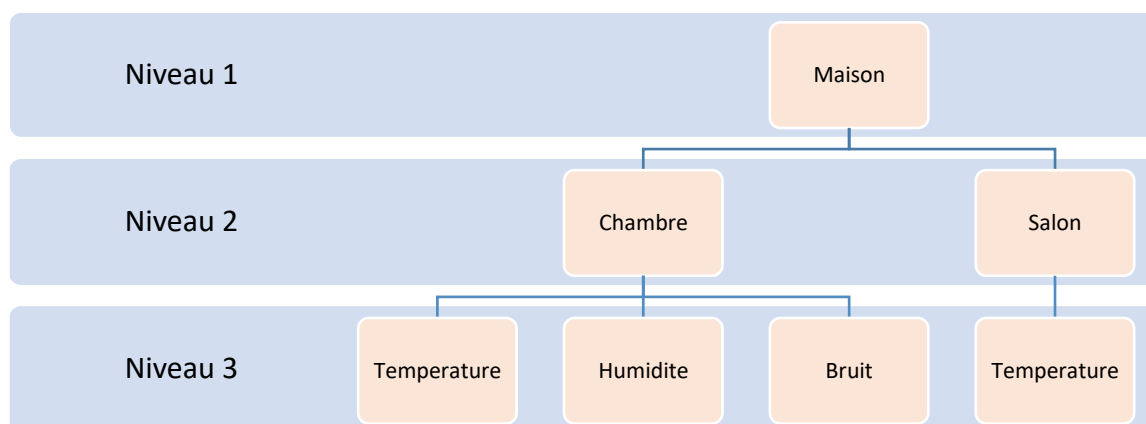 Niveau 1
Maison
Niveau 2
Chambre
Salon
Niveau 3
Temperature
Humidite
Bruit
Temperature